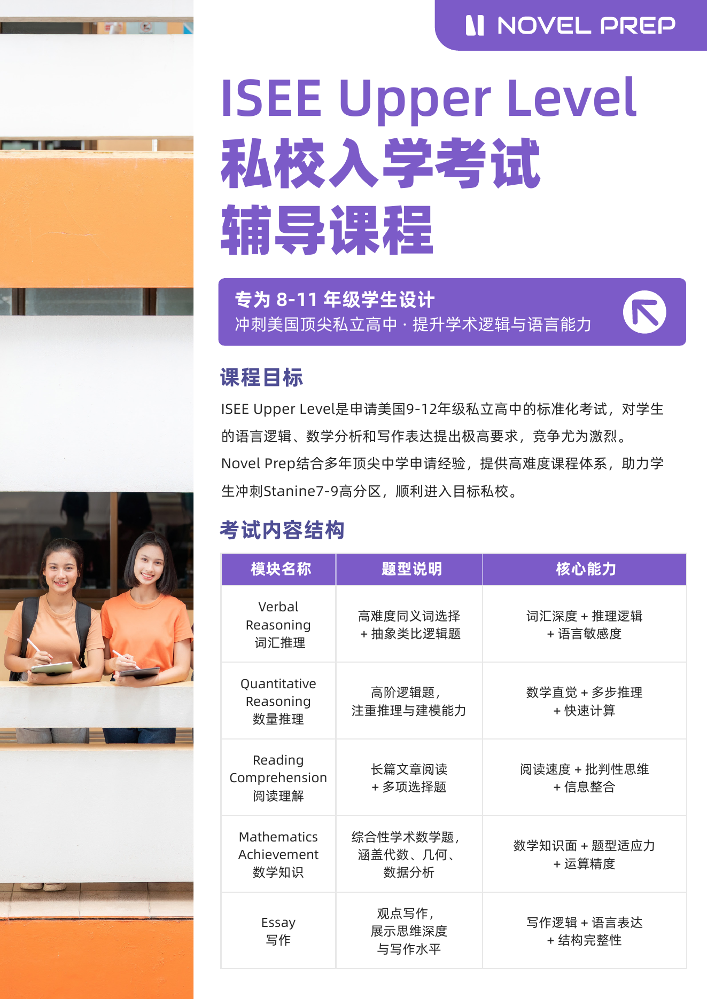 NOVEL PREP
ISEE Upper Level
私校入学考试
辅导课程
专为 8-11 年级学生设计
冲刺美国顶尖私立高中 · 提升学术逻辑与语言能力
课程目标
ISEE Upper Level是申请美国9-12年级私立高中的标准化考试，对学生
的语言逻辑、数学分析和写作表达提出极高要求，竞争尤为激烈。
Novel Prep结合多年顶尖中学申请经验，提供高难度课程体系，助力学
生冲刺Stanine7-9高分区，顺利进入目标私校。
考试内容结构
模块名称 题型说明 核心能力
Verbal
Reasoning
词汇推理
高难度同义词选择
+ 抽象类比逻辑题
词汇深度 + 推理逻辑
+ 语言敏感度
Quantitative
Reasoning
数量推理
高阶逻辑题，
注重推理与建模能力
数学直觉 + 多步推理
+ 快速计算
Reading
Comprehension
阅读理解
长篇文章阅读
+ 多项选择题
阅读速度 + 批判性思维
+ 信息整合
Mathematics
Achievement
数学知识
综合性学术数学题，
涵盖代数、几何、
数据分析
数学知识面 + 题型适应力
+ 运算精度
Essay
写作
观点写作，
展示思维深度
与写作水平
写作逻辑 + 语言表达
+ 结构完整性